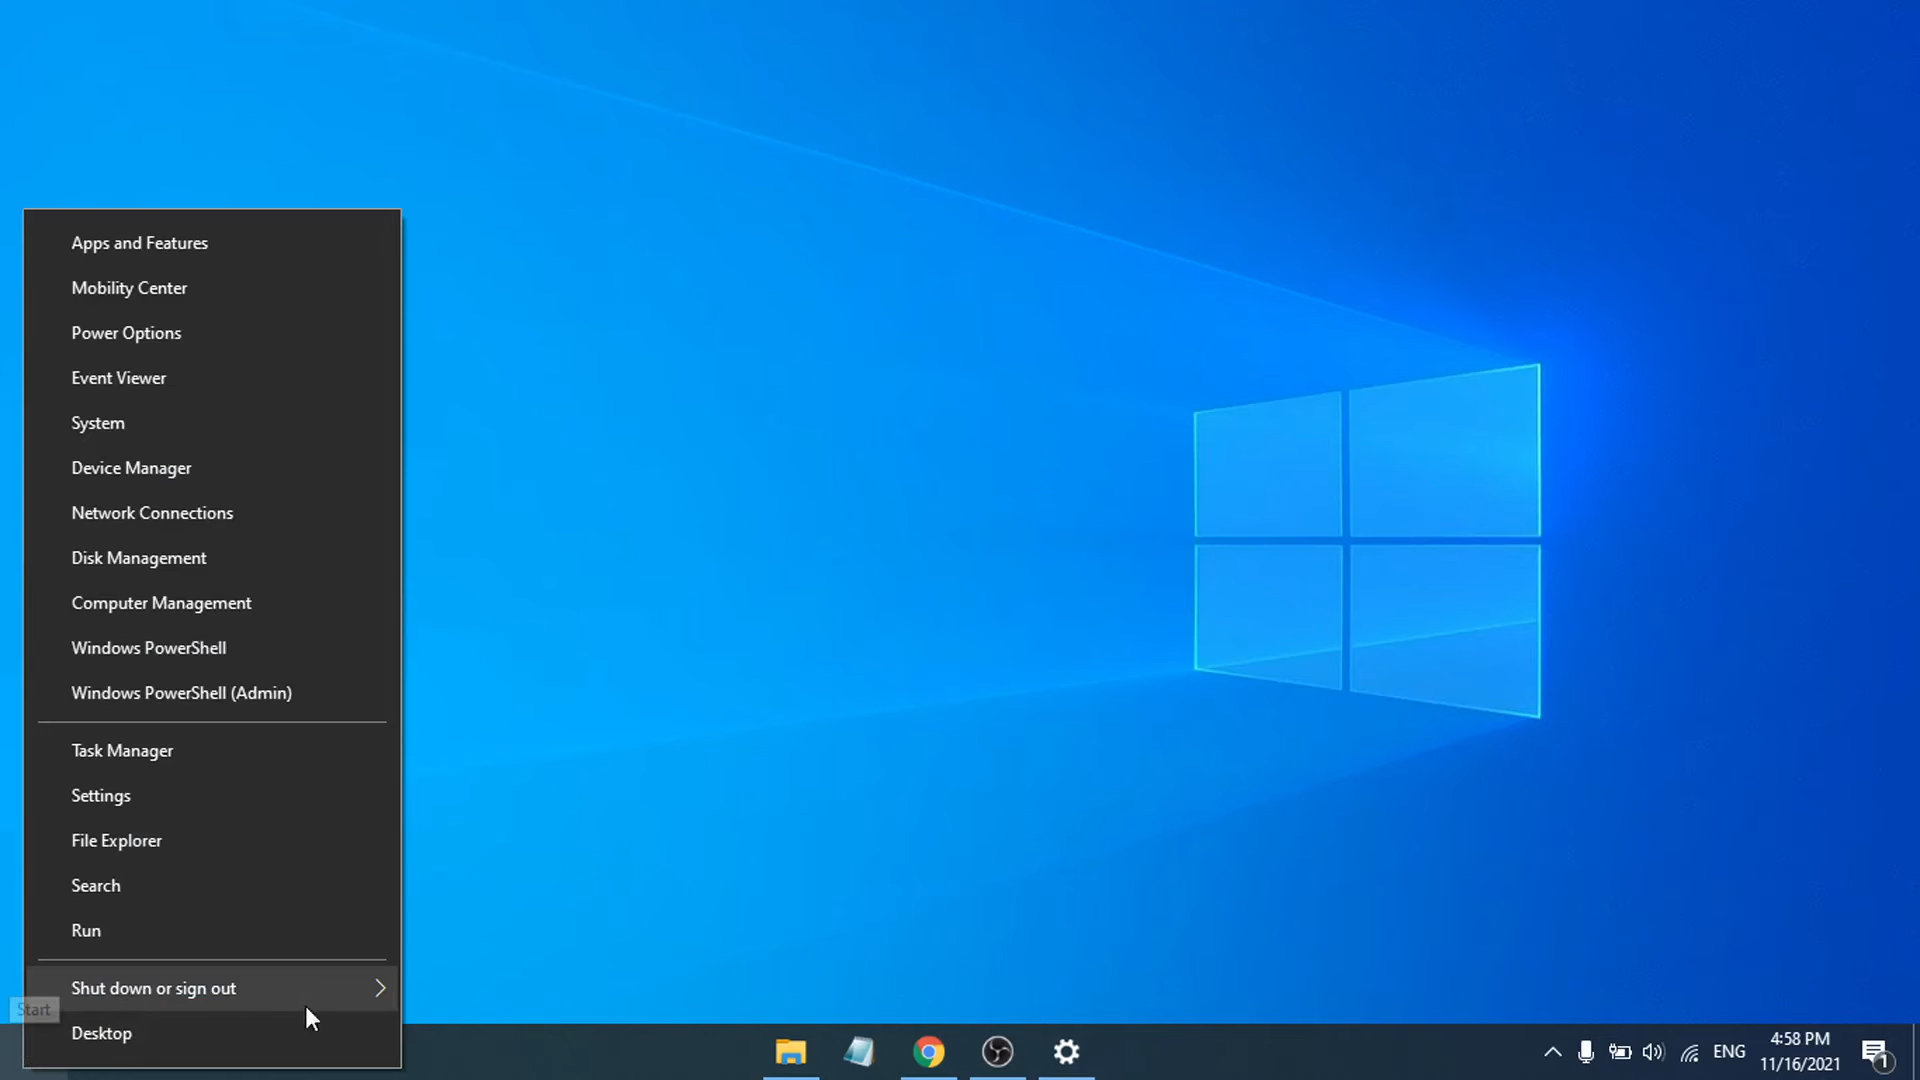 Apps and Features
Mobility Center
Power Options
Event Viewer
System
Device Manager
Network Connections
Disk Management
Computer Management
Windows PowerShell
Windows PowerShell (Admin)
Task Manager
Settings
File Explorer
Search
Run
Shut down or sign out
Start
Desktop
ENG
4:58 PM
11/16/2021
1